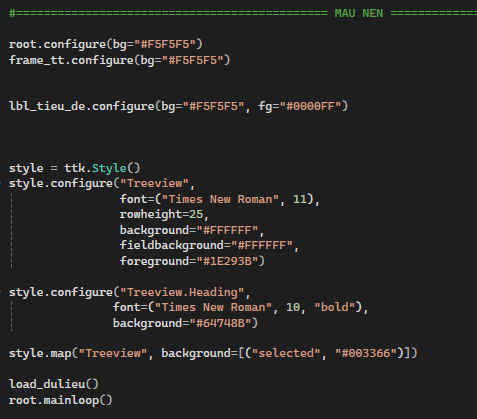 #======================================== MAU NEN =============
root.configure(bg="#F5F5F5")
frame_tt.configure(bg="#F5F5F5")
lbl_tieu_de.configure(bg="#F5F5F5", fg="#0000FF")
style = ttk.Style()
style.configure("Treeview",
font=("Times New Roman", 11),
rowheight=25,
background="#FFFFFF",
fieldbackground="#FFFFFF",
foreground="#1E293B")
style.configure("Treeview.Heading",
font=("Times New Roman", 10, "bold"),
background="#64748B")
style.map("Treeview", background=[("selected", "#003366")])
load_dulieu()
root.mainloop()